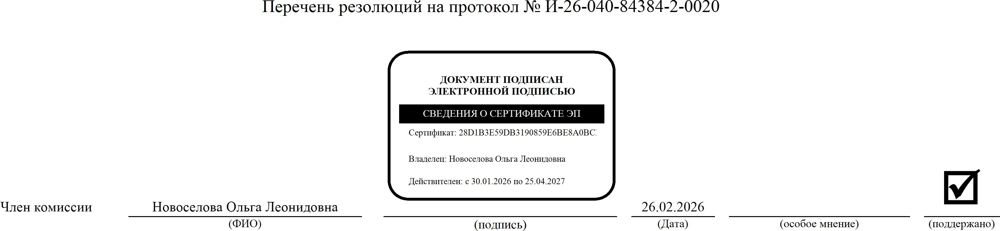 Перечень резолюций на протокол № И-26-040-84384-2-0020
ДОКУМЕНТ ПОДПИСАН
ЭЛЕКТРОННОЙ ПОДПИСЬЮ
СВЕДЕНИЯ О СЕРТИФИКАТЕ ЭП
Сертификат: 28D1B3E59DB3190859E6BE8A0BC
Владелец: Новоселова Ольга Леонидовна
Действителен: с 30.01.2026 по 25.04.2027
Член комиссии Новоселова Ольга Леонидовна 26.02.2026
(ФИО) (подпись) (Дата) (особое мнение) (поддержано)